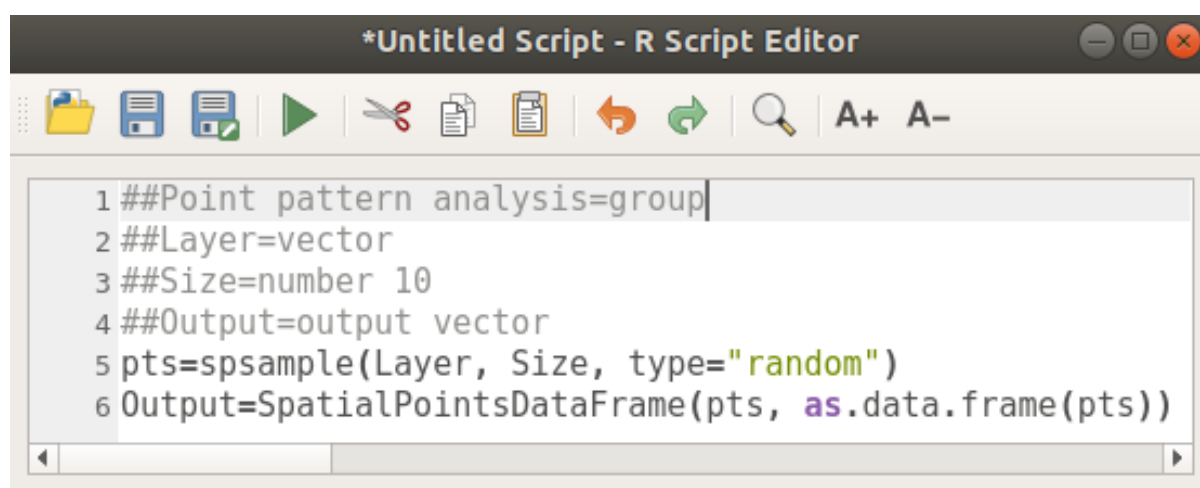 *Untitled Script - R Script Editor
A+ A-
1 ##Point pattern analysis=group
2 ##Layer=vector
3 ##Size=number 10
4 ##Output=output vector
5 pts=spsample(Layer, Size, type="random")
6 Output=SpatialPointsDataFrame(pts, as.data.frame(pts))